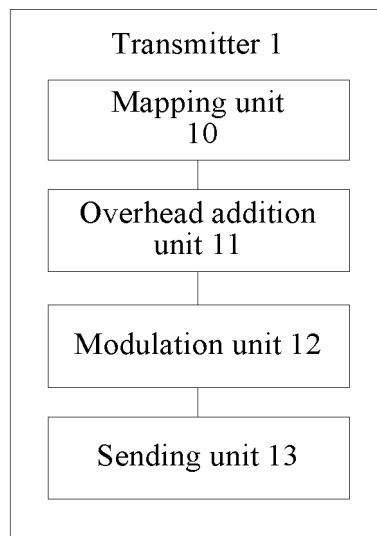 Transmitter 1
Mapping unit
10
Overhead addition
unit 11
Modulation unit 12
Sending unit 13